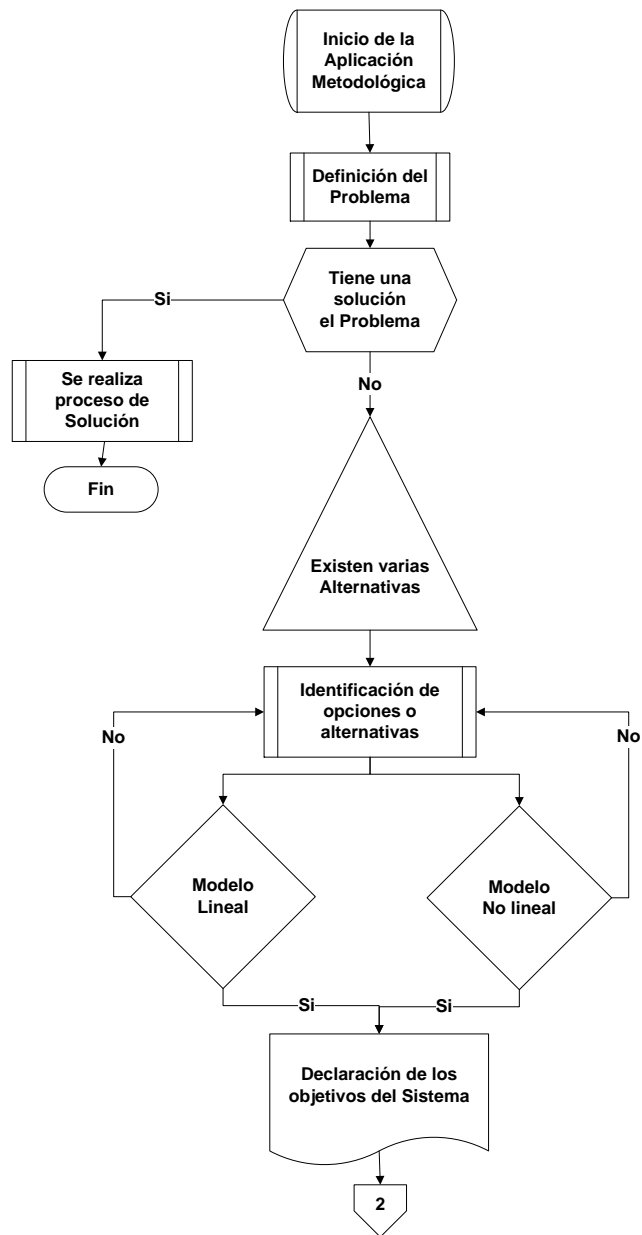 Inicio de la
Aplicación
Metodológica
Definición del
Problema
Tiene una
solución
el Problema
Si
No
Se realiza
proceso de
Solución
Fin
Existen varias
Alternativas
Identificación de
opciones o
alternativas
No
No
Modelo
Lineal
Modelo
No lineal
Si
Si
Declaración de los
objetivos del Sistema
2